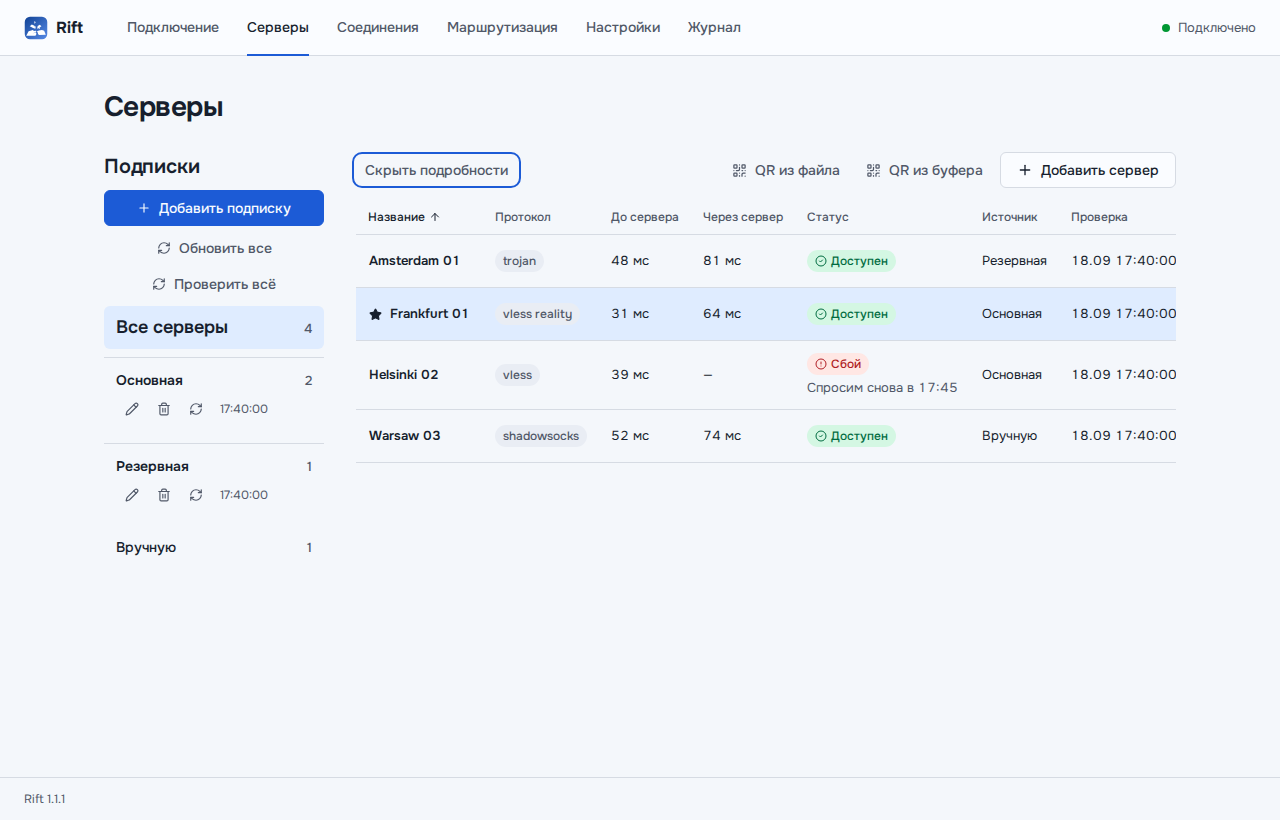 Rift
Подключение
Серверы
Соединения
Маршрутизация
Настройки
Журнал
Подключено
Серверы
Подписки
Добавить подписку
Обновить все
Проверить всё
Все серверы 4
Основная 2
17:40:00
Резервная 1
17:40:00
Вручную 1
Скрыть подробности
QR из файла
QR из буфера
Добавить сервер
Название Протокол До сервера Через сервер Статус Источник Проверка
Amsterdam 01 trojan 48 мс 81 мс Доступен Резервная 18.09 17:40:00
Frankfurt 01 vless reality 31 мс 64 мс Доступен Основная 18.09 17:40:00
Helsinki 02 vless 39 мс – Сбой Основная 18.09 17:40:00
Спросим снова в 17:45
Warsaw 03 shadowsocks 52 мс 74 мс Доступен Вручную 18.09 17:40:00
Rift 1.1.1